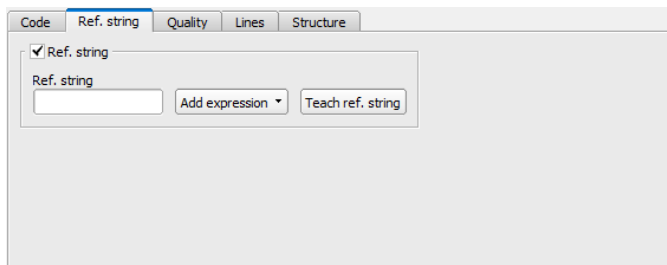 Code Ref. string Quality Lines Structure
Ref. string
Ref. string
Add expression Teach ref. string